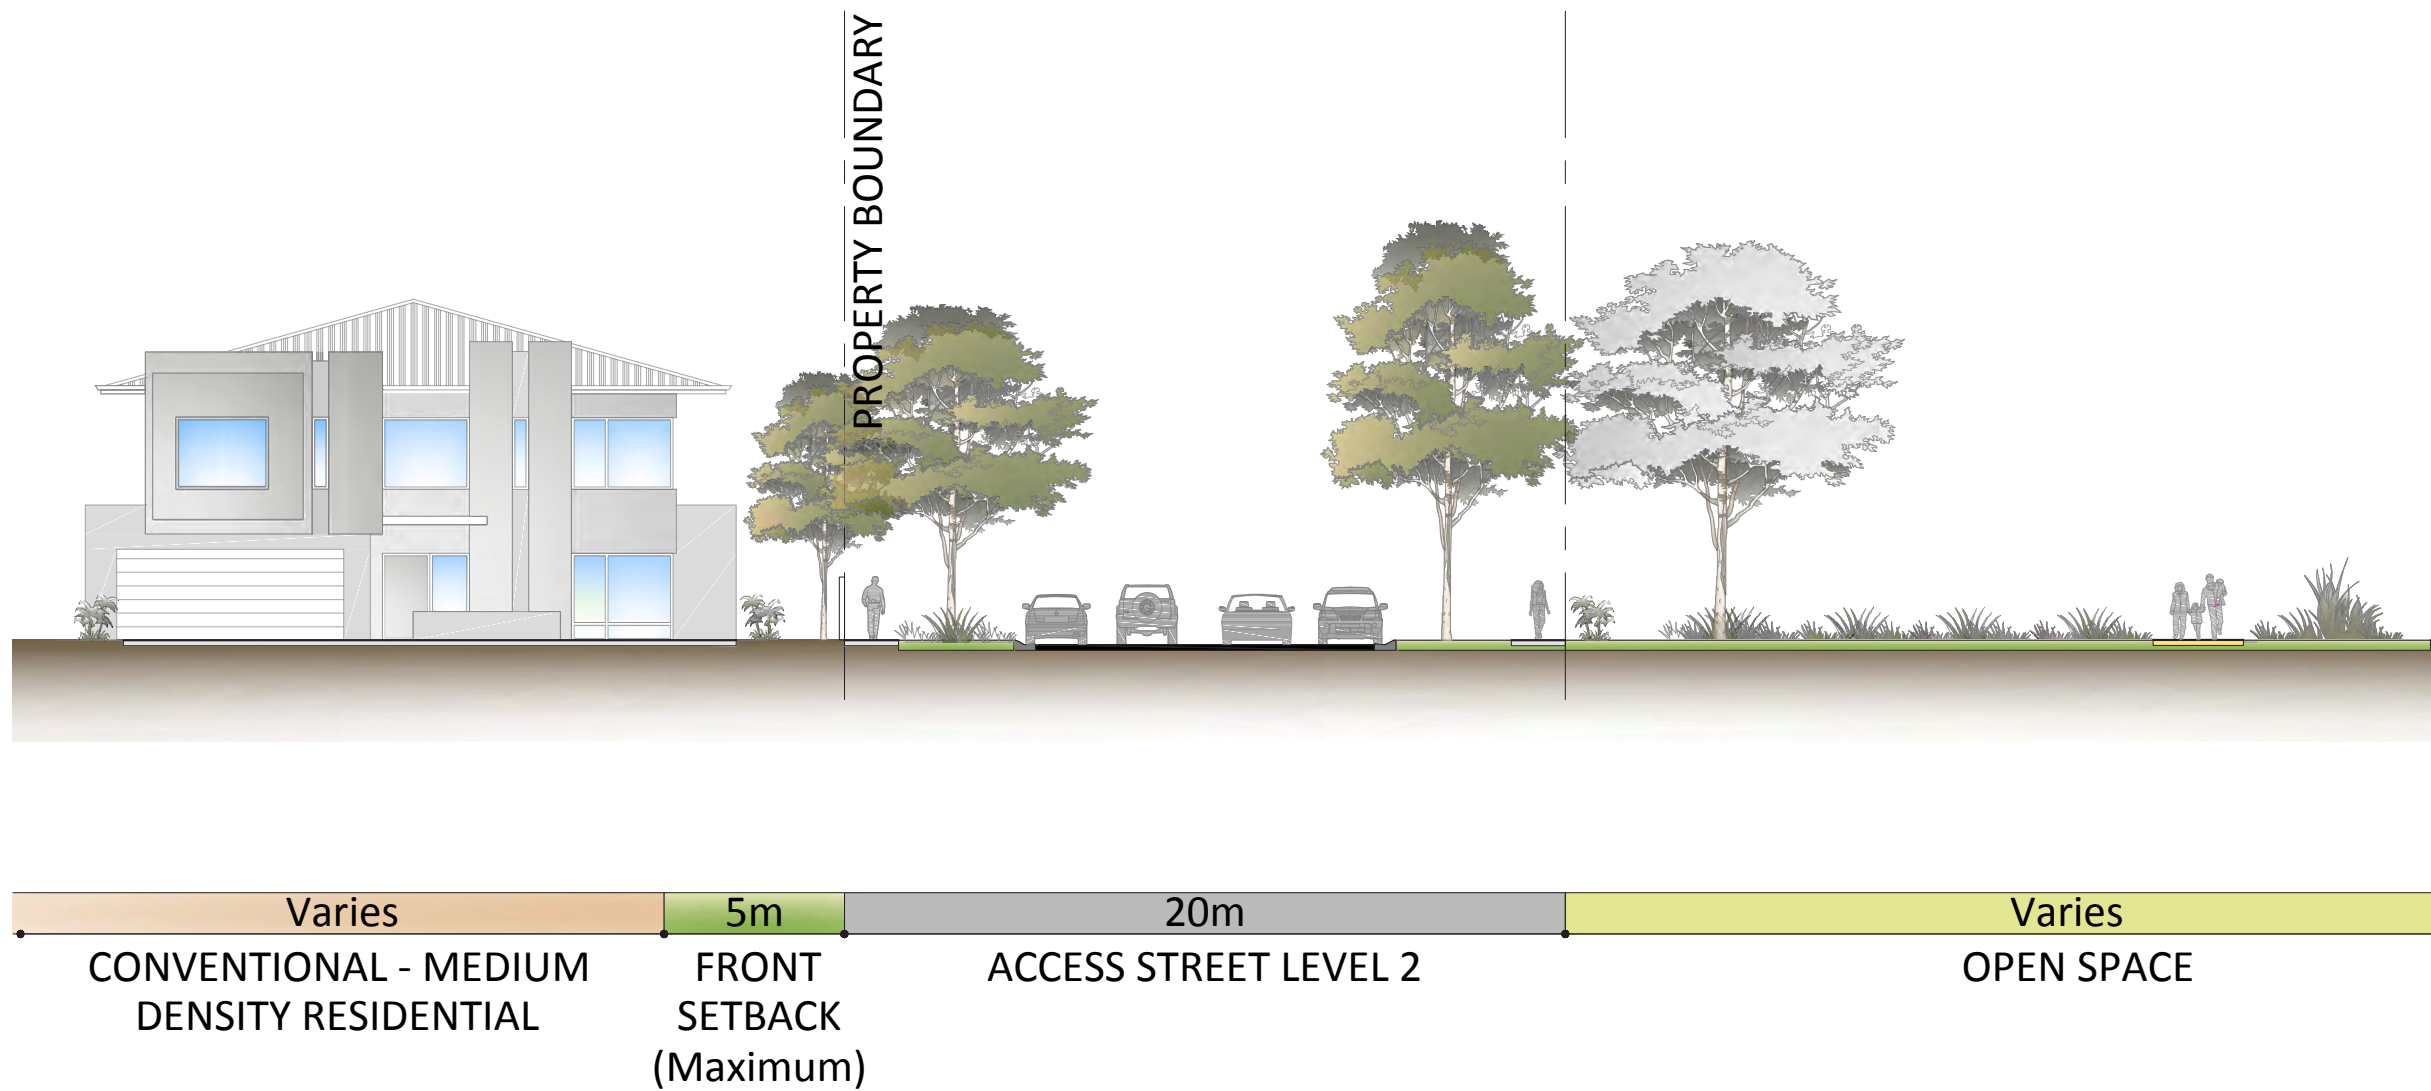 PROPERTY BOUNDARY
Varies
5m
20m
Varies
CONVENTIONAL - MEDIUM
DENSITY RESIDENTIAL
FRONT
SETBACK
(Maximum)
ACCESS STREET LEVEL 2
OPEN SPACE